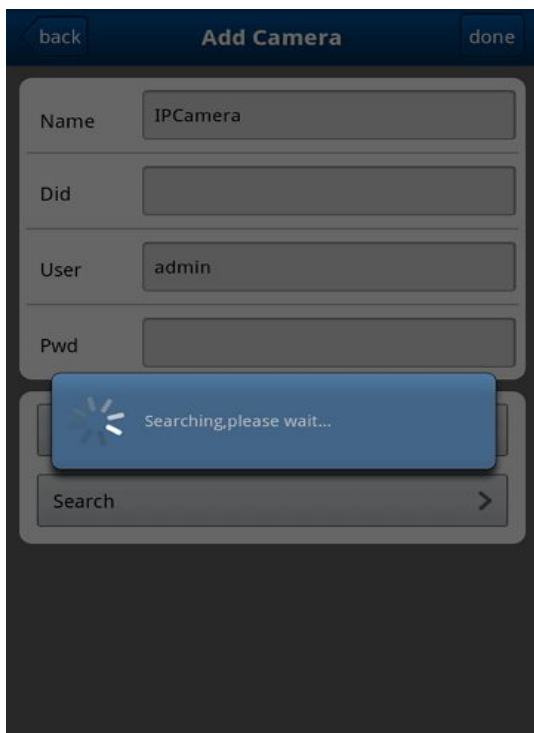 back Add Camera done
Name IPCamera
Did
User admin
Pwd
Searching,please wait...
Search